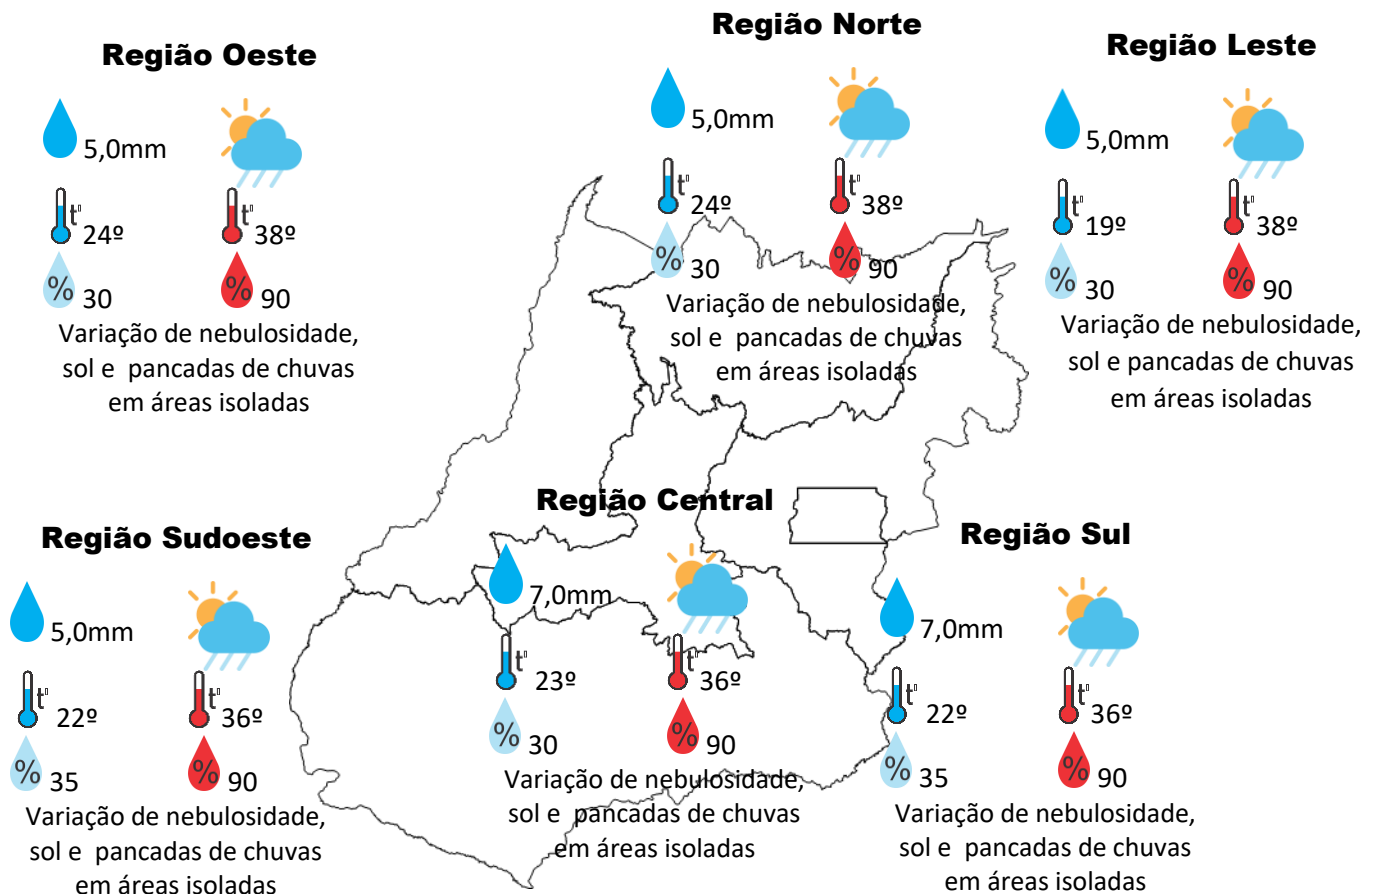 Região Oeste
5,0mm
t°
24º
t°
38º
%
30
%
90
Variação de nebulosidade,
sol e pancadas de chuvas
em áreas isoladas
Região Norte
5,0mm
t°
24º
t°
38º
%
30
%
90
Variação de nebulosidade,
sol e pancadas de chuvas
em áreas isoladas
Região Leste
5,0mm
t°
19º
t°
38º
%
30
%
90
Variação de nebulosidade,
sol e pancadas de chuvas
em áreas isoladas
Região Sudoeste
5,0mm
t°
22º
t°
36º
%
35
%
90
Variação de nebulosidade,
sol e pancadas de chuvas
em áreas isoladas
Região Central
7,0mm
t°
23º
t°
36º
%
30
%
90
Variação de nebulosidade,
sol e pancadas de chuvas
em áreas isoladas
Região Sul
7,0mm
t°
22º
t°
36º
%
35
%
90
Variação de nebulosidade,
sol e pancadas de chuvas
em áreas isoladas